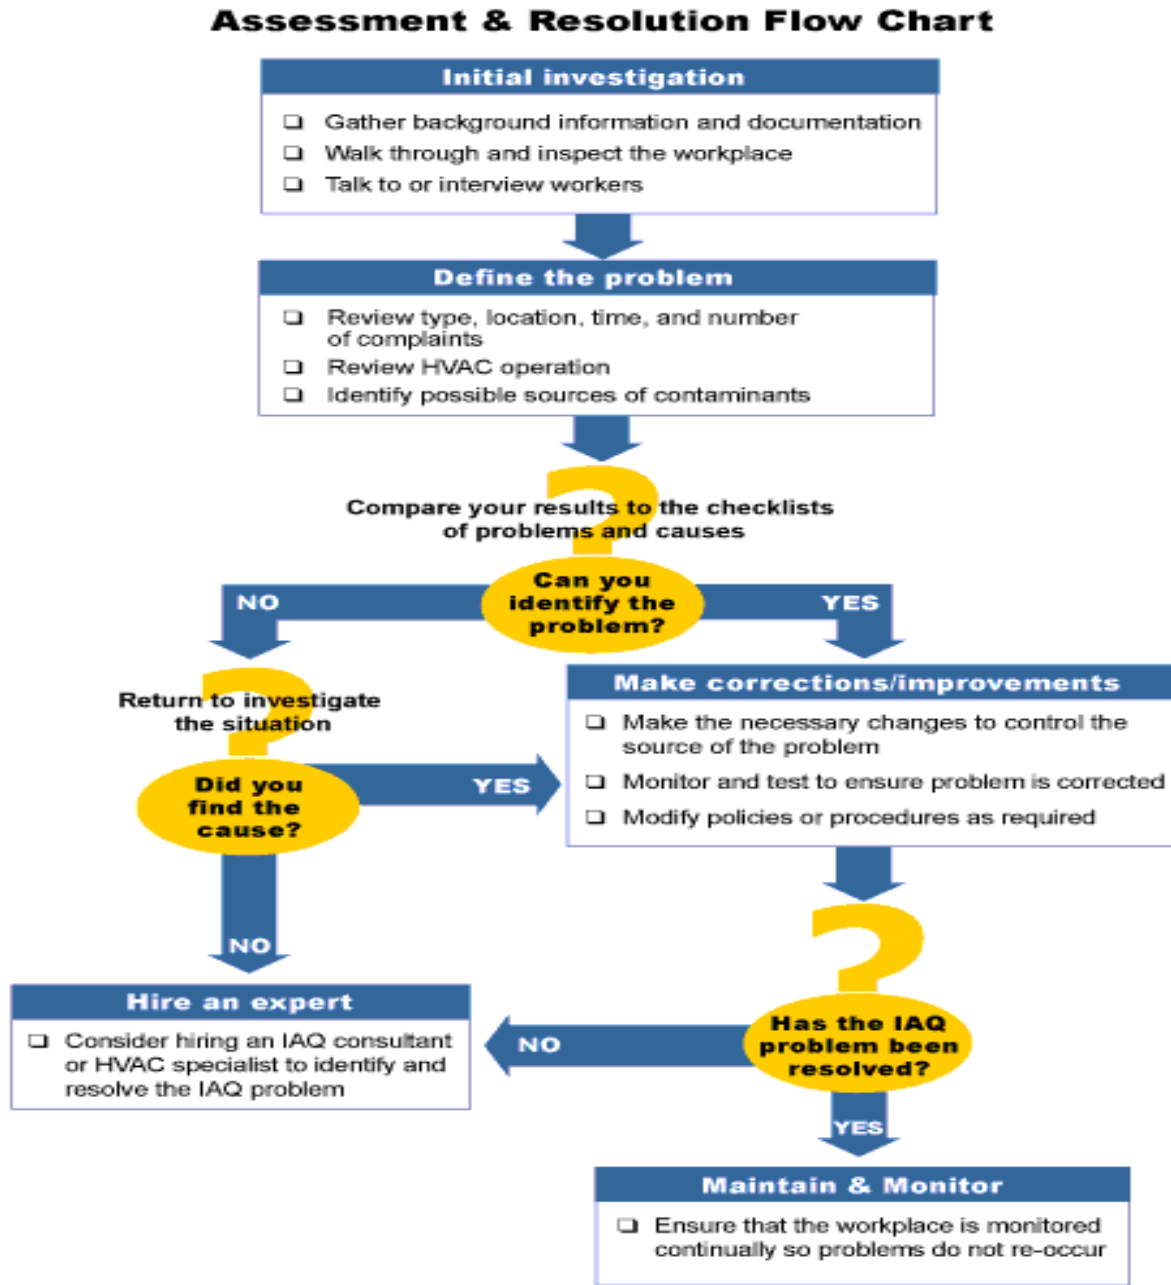 Assessment & Resolution Flow Chart
Initial investigation
❑ Gather background information and documentation
❑ Walk through and inspect the workplace
❑ Talk to or interview workers
Define the problem
❑ Review type, location, time, and number
of complaints
❑ Review HVAC operation
❑ Identify possible sources of contaminants
?
Compare your results to the checklists
of problems and causes
Can you
identify the
problem?
NO
YES
?
Return to investigate
the situation
Did you
find the
cause?
YES
NO
Make corrections/improvements
❑ Make the necessary changes to control the
source of the problem
❑ Monitor and test to ensure problem is corrected
❑ Modify policies or procedures as required
?
Has the IAQ
problem been
resolved?
NO
YES
Hire an expert
❑ Consider hiring an IAQ consultant
or HVAC specialist to identify and
resolve the IAQ problem
Maintain & Monitor
❑ Ensure that the workplace is monitored
continually so problems do not re-occur